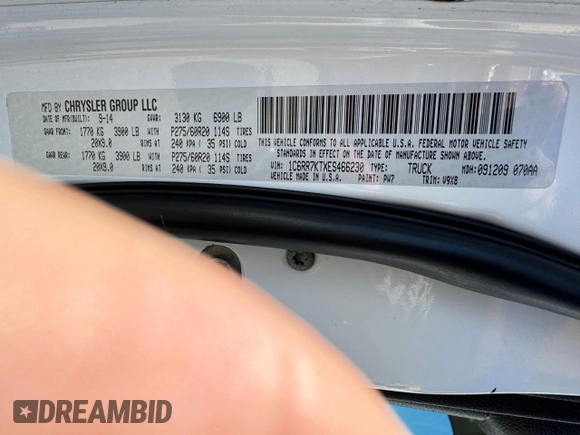 MFD BY CHRYSLER GROUP LLC
DATE OF MFR(BUILT): 9-14 GVWR: 3130 KG 6900 LB
GAWR FRONT: 1770 KG 3900 LB WITH P275/60R20 114S TIRES
20X9.0 RIMS AT 240 KPA ( 35 PSI) COLD
GAWR REAR: 1770 KG 3900 LB WITH P275/60R20 114S TIRES
20X9.0 RIMS AT 240 KPA ( 35 PSI) COLD
THIS VEHICLE CONFORMS TO ALL APPLICABLE U.S.A. FEDERAL MOTOR VEHICLE SAFETY
STANDARDS IN EFFECT ON THE DATE OF MANUFACTURE SHOWN ABOVE.
VIN: 1C6RR7KTXES466230 TYPE: TRUCK MDH: 091209 070AA
VEHICLE MADE IN U.S.A. PAINT: PW7 TRIM: V9X8
DREAMBID